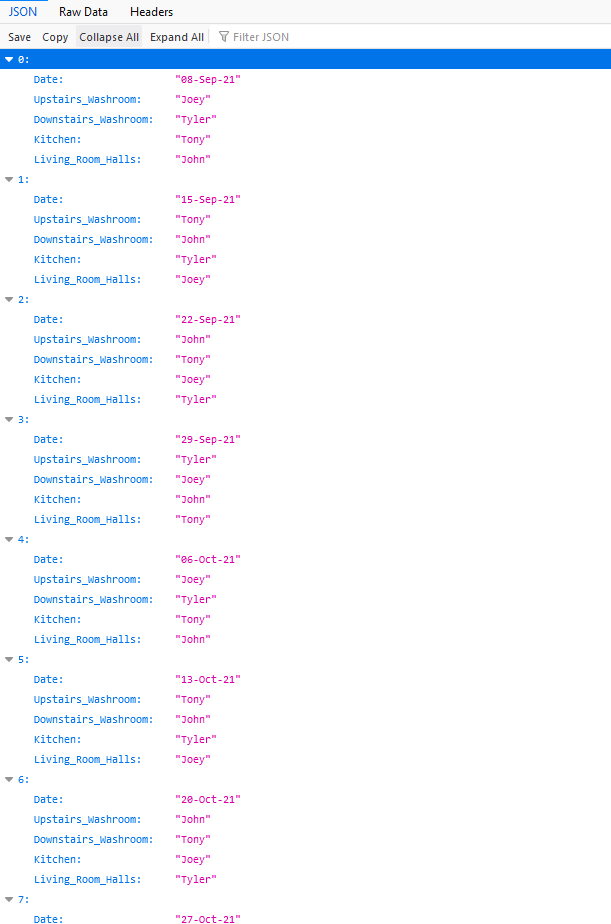 JSON Raw Data Headers
Save Copy Collapse All Expand All Filter JSON
0:
Date: "08-Sep-21"
Upstairs_Washroom: "Joey"
Downstairs_Washroom: "Tyler"
Kitchen: "Tony"
Living_Room_Halls: "John"
1:
Date: "15-Sep-21"
Upstairs_Washroom: "Tony"
Downstairs_Washroom: "John"
Kitchen: "Tyler"
Living_Room_Halls: "Joey"
2:
Date: "22-Sep-21"
Upstairs_Washroom: "John"
Downstairs_Washroom: "Tony"
Kitchen: "Joey"
Living_Room_Halls: "Tyler"
3:
Date: "29-Sep-21"
Upstairs_Washroom: "Tyler"
Downstairs_Washroom: "Joey"
Kitchen: "John"
Living_Room_Halls: "Tony"
4:
Date: "06-Oct-21"
Upstairs_Washroom: "Joey"
Downstairs_Washroom: "Tyler"
Kitchen: "Tony"
Living_Room_Halls: "John"
5:
Date: "13-Oct-21"
Upstairs_Washroom: "Tony"
Downstairs_Washroom: "John"
Kitchen: "Tyler"
Living_Room_Halls: "Joey"
6:
Date: "20-Oct-21"
Upstairs_Washroom: "John"
Downstairs_Washroom: "Tony"
Kitchen: "Joey"
Living_Room_Halls: "Tyler"
7:
Date: "27-Oct-21"